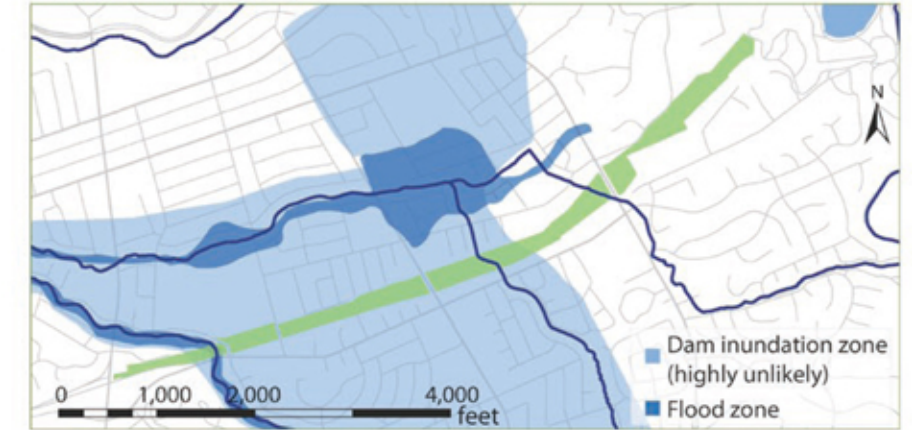 N
Dam inundation zone
(highly unlikely)
Flood zone
0 1,000 2,000 4,000
feet